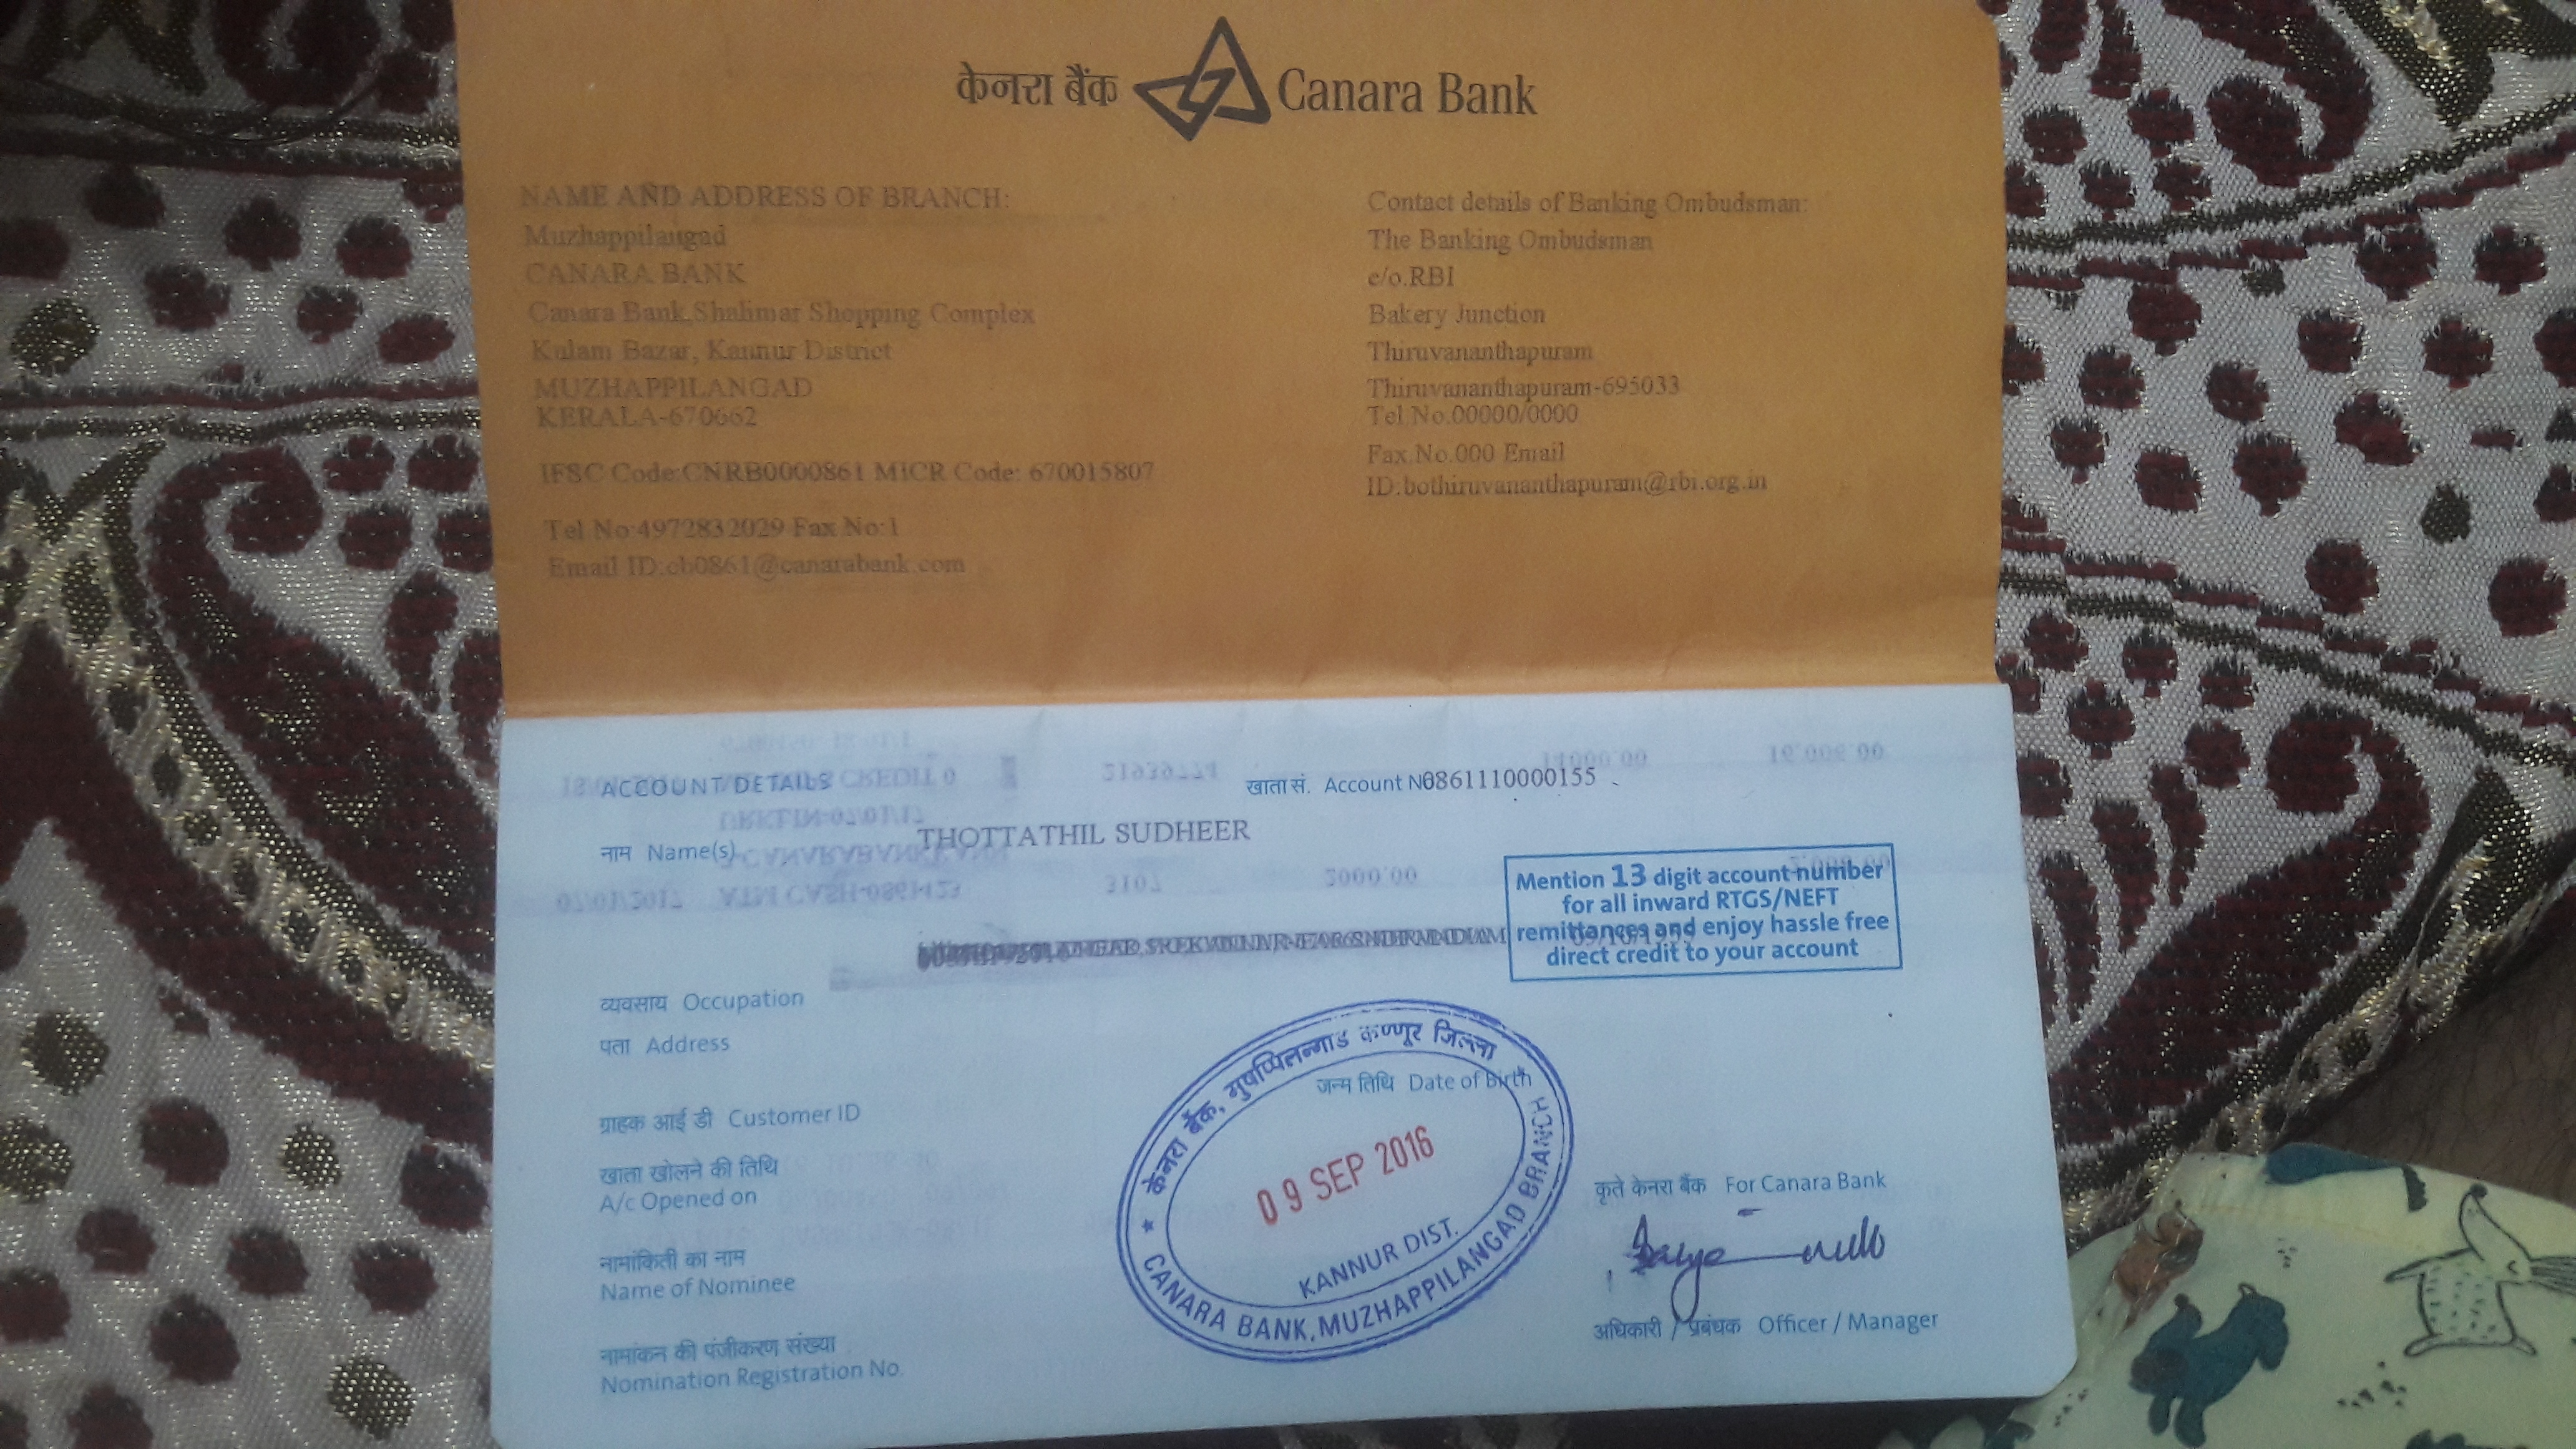 केनरा बैंक Canara Bank
NAME AND ADDRESS OF BRANCH:
Muzhappilangad
CANARA BANK
Canara Bank,Shalimar Shopping Complex
Kulam Bazar, Kannur District
MUZHAPPILANGAD
KERALA-670662
IFSC Code:CNRB0000861 MICR Code: 670015807
Tel No 4972832029 Fax No:1
Email ID:cb0861@canarabank.com
Contact details of Banking Ombudsman:
The Banking Ombudsman
c/o.RBI
Bakery Junction
Thiruvananthapuram
Thiruvananthapuram-695033
Tel No.00000/0000
Fax No.000 Email
ID:bothiruvananthapuram@rbi.org.in
ACCOUNT DETAILS
खाता सं. Account No 0861110000155
नाम Name(s)
THOTTATHIL SUDHEER
Mention 13 digit account number
for all inward RTGS/NEFT
remittances and enjoy hassle free
direct credit to your account
व्यवसाय Occupation
पता Address
ग्राहक आई डी Customer ID
जन्म तिथि Date of Birth
खाता खोलने की तिथि
A/c Opened on
नामांकिती का नाम
Name of Nominee
नामांकन की पंजीकरण संख्या
Nomination Registration No.
केनरा बैंक,
09 SEP 2016
KANNUR DIST.
CANARA BANK, MUZHAPPILANGAD BRANCH
कृते केनरा बैंक For Canara Bank
अधिकारी / प्रबंधक Officer / Manager